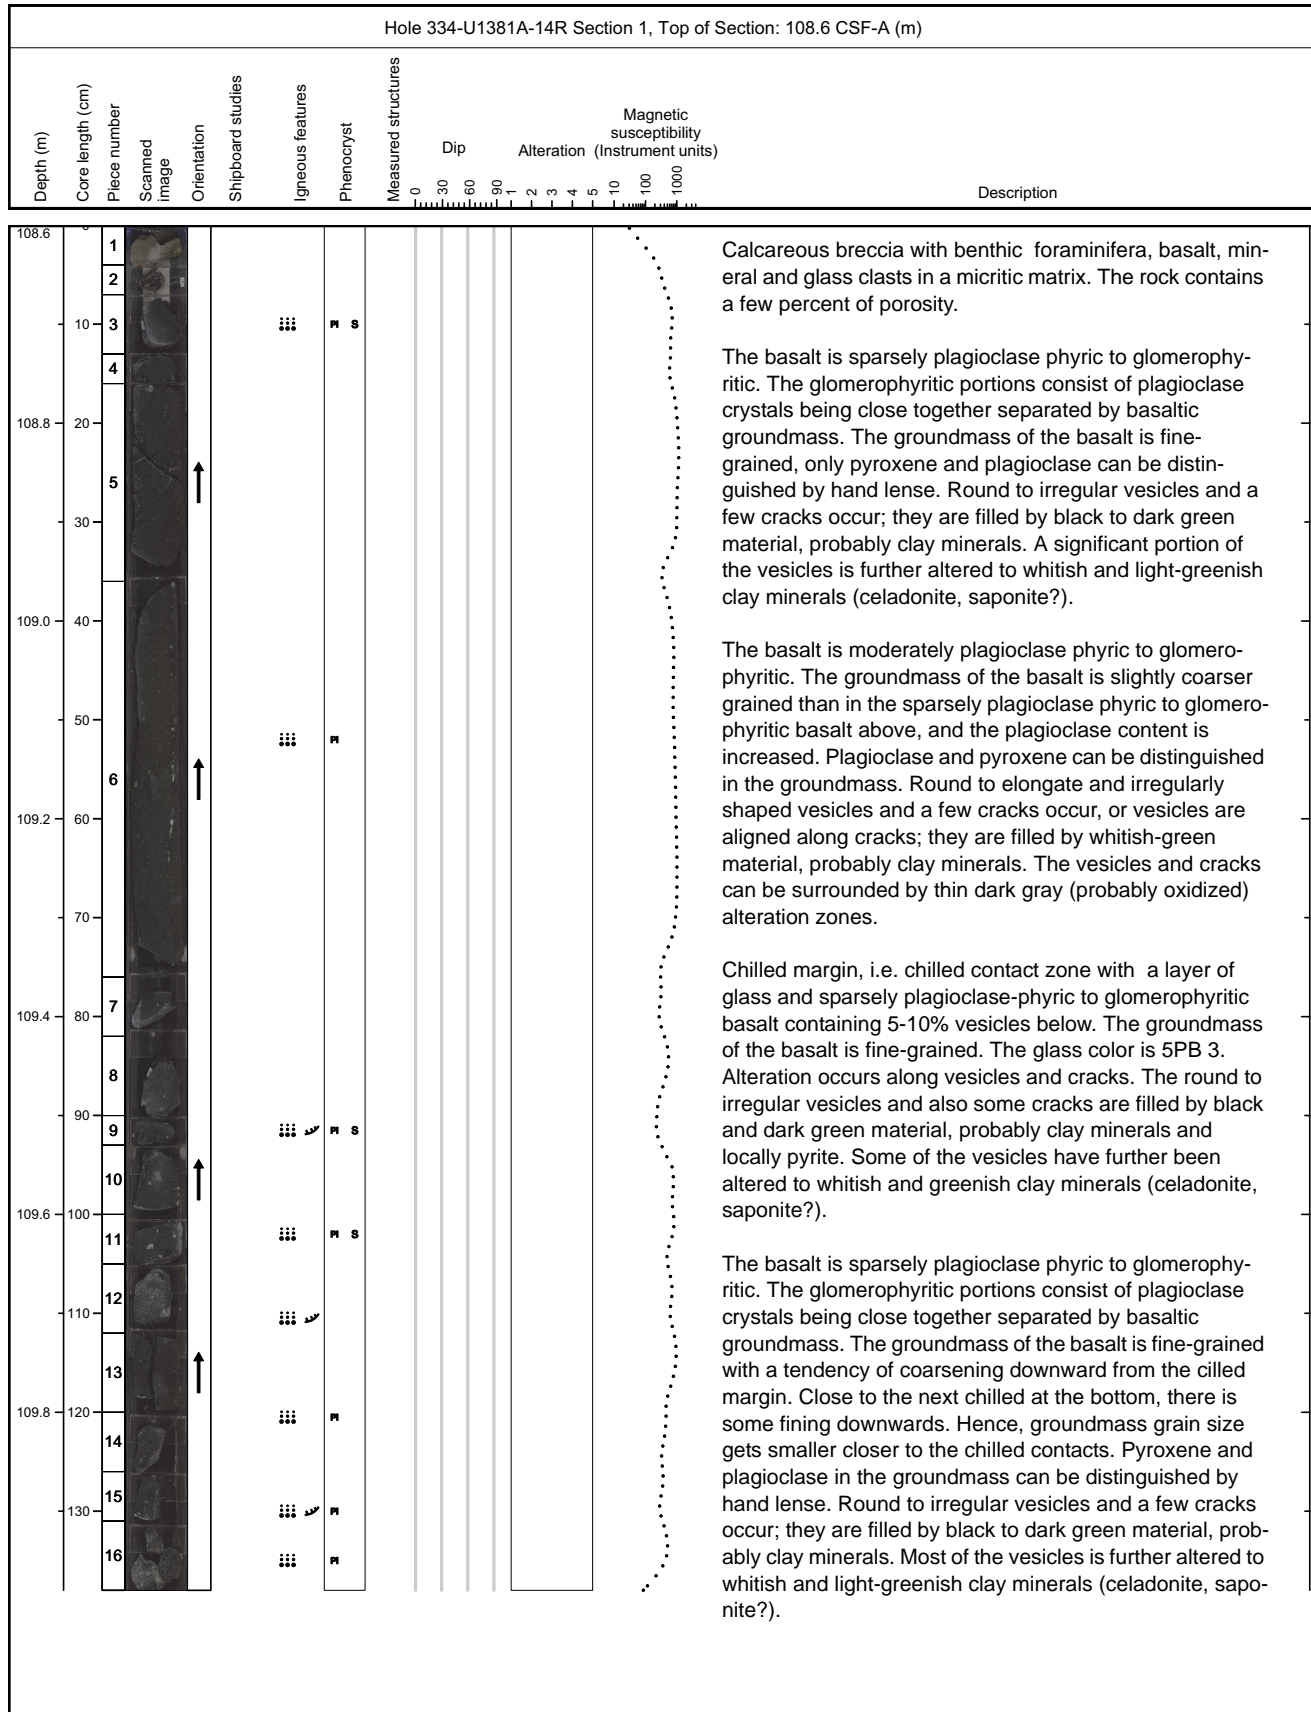 Hole 334-U1381A-14R Section 1, Top of Section: 108.6 CSF-A (m)
Depth (m)
Core length (cm)
Piece number
Scanned
image
Orientation
Shipboard studies
Igneous features
Phenocryst
Measured structures
Dip
0 30 60 90
Alteration
1 2 3 4 5
Magnetic
susceptibility
(Instrument units)
10 100 1000
Description
108.6
108.8
109.0
109.2
109.4
109.6
109.8
0
10
20
30
40
50
60
70
80
90
100
110
120
130
1
2
3
4
5
6
7
8
9
10
11
12
13
14
15
16
Pl S
Pl
Pl S
Pl S
Pl
Pl
Pl
Calcareous breccia with benthic foraminifera, basalt, min-
eral and glass clasts in a micritic matrix. The rock contains
a few percent of porosity.
The basalt is sparsely plagioclase phyric to glomerophy-
ritic. The glomerophyritic portions consist of plagioclase
crystals being close together separated by basaltic
groundmass. The groundmass of the basalt is fine-
grained, only pyroxene and plagioclase can be distin-
guished by hand lense. Round to irregular vesicles and a
few cracks occur; they are filled by black to dark green
material, probably clay minerals. A significant portion of
the vesicles is further altered to whitish and light-greenish
clay minerals (celadonite, saponite?).
The basalt is moderately plagioclase phyric to glomero-
phyritic. The groundmass of the basalt is slightly coarser
grained than in the sparsely plagioclase phyric to glomero-
phyritic basalt above, and the plagioclase content is
increased. Plagioclase and pyroxene can be distinguished
in the groundmass. Round to elongate and irregularly
shaped vesicles and a few cracks occur, or vesicles are
aligned along cracks; they are filled by whitish-green
material, probably clay minerals. The vesicles and cracks
can be surrounded by thin dark gray (probably oxidized)
alteration zones.
Chilled margin, i.e. chilled contact zone with a layer of
glass and sparsely plagioclase-phyric to glomerophyritic
basalt containing 5-10% vesicles below. The groundmass
of the basalt is fine-grained. The glass color is 5PB 3.
Alteration occurs along vesicles and cracks. The round to
irregular vesicles and also some cracks are filled by black
and dark green material, probably clay minerals and
locally pyrite. Some of the vesicles have further been
altered to whitish and greenish clay minerals (celadonite,
saponite?).
The basalt is sparsely plagioclase phyric to glomerophy-
ritic. The glomerophyritic portions consist of plagioclase
crystals being close together separated by basaltic
groundmass. The groundmass of the basalt is fine-grained
with a tendency of coarsening downward from the cilled
margin. Close to the next chilled at the bottom, there is
some fining downwards. Hence, groundmass grain size
gets smaller closer to the chilled contacts. Pyroxene and
plagioclase in the groundmass can be distinguished by
hand lense. Round to irregular vesicles and a few cracks
occur; they are filled by black to dark green material, prob-
ably clay minerals. Most of the vesicles is further altered to
whitish and light-greenish clay minerals (celadonite, sapo-
nite?).